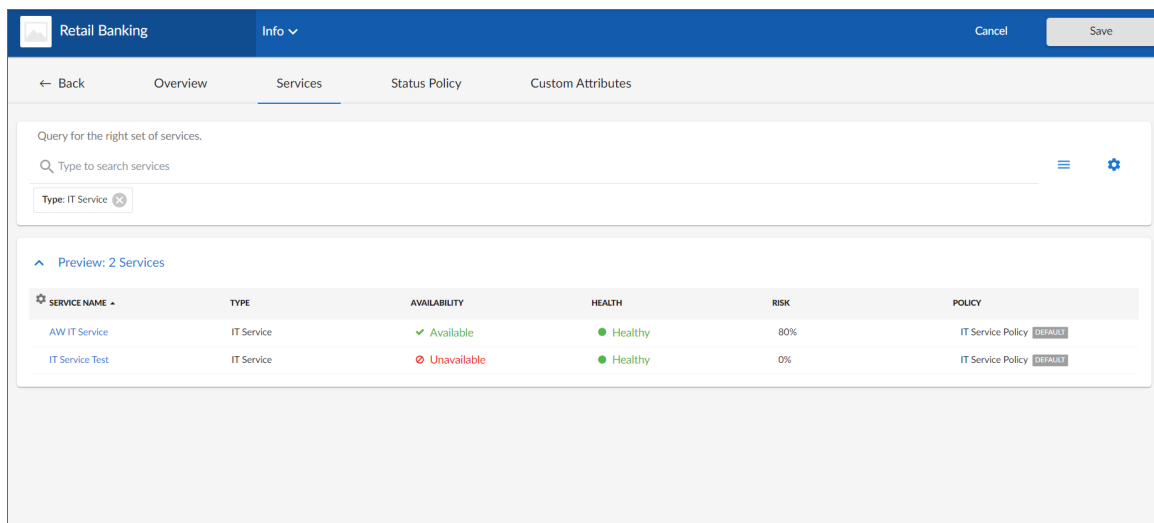 Retail Banking Info Cancel Save
← Back Overview Services Status Policy Custom Attributes
Query for the right set of services.
Type to search services
Type: IT Service
Preview: 2 Services
SERVICE NAME TYPE AVAILABILITY HEALTH RISK POLICY
AW IT Service IT Service Available Healthy 80% IT Service Policy DEFAULT
IT Service Test IT Service Unavailable Healthy 0% IT Service Policy DEFAULT